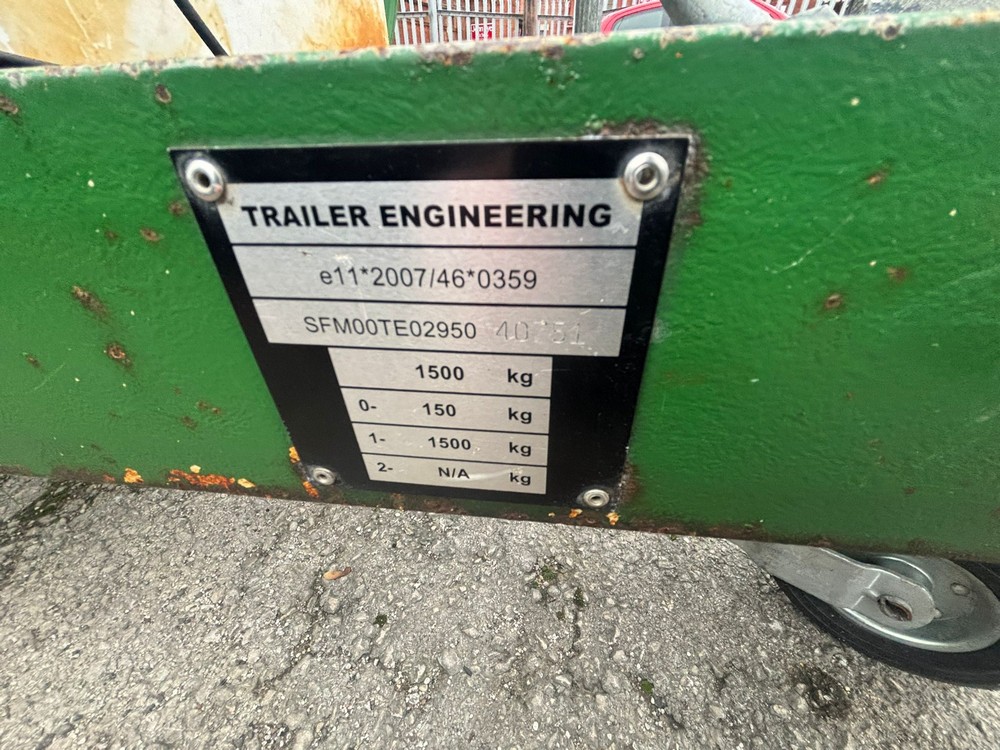 TRAILER ENGINEERING
e11*2007/46*0359
SFM00TE02950
1500 kg
0- 150 kg
1- 1500 kg
2- N/A kg